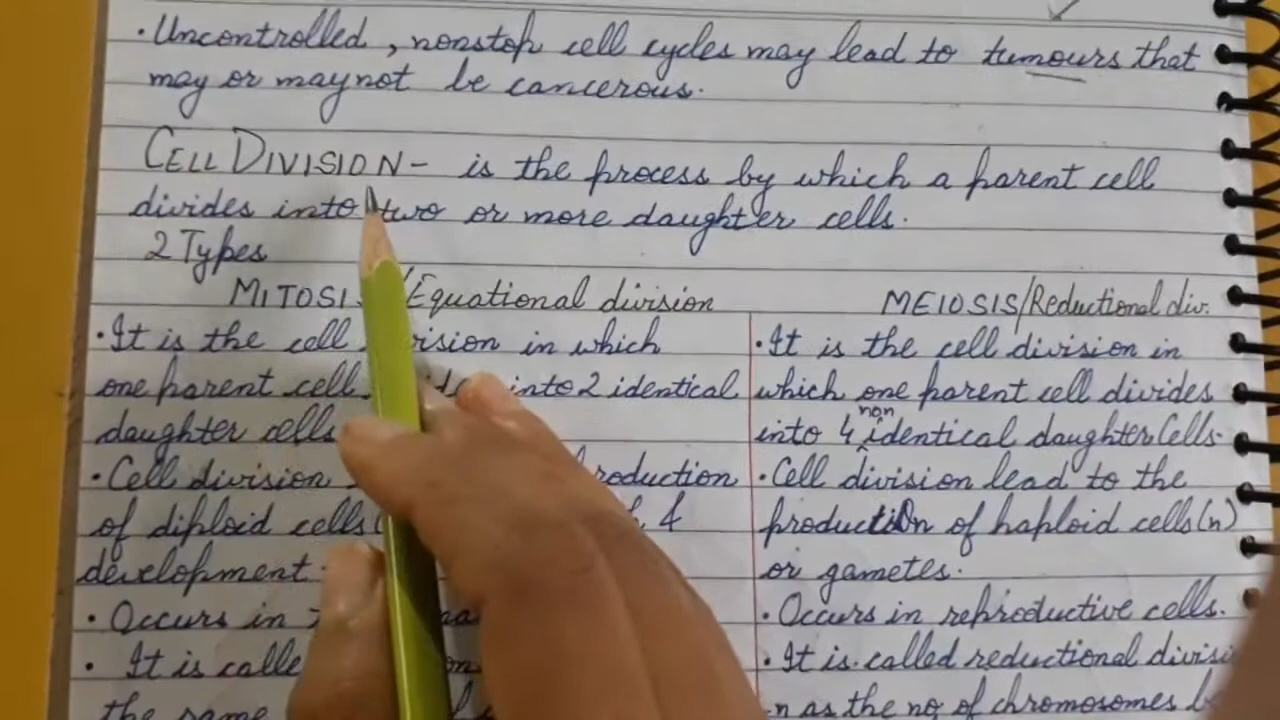 ·Uncontrolled, nonstop cell cycles may lead to tumours that
may or maynot be cancerous.
CELL DIVISION- is the process by which a parent cell
divides into two or more daughter cells.
2 Types
MITOSI /Equational division
MEIOSIS/Reductional div.
·It is the cell ision in which
one parent cell into 2 identical
daughter cells
·Cell division roduction
of diploid cells &
development
·Occurs in
·It is calle on
the same
·It is the cell division in
which one parent cell divides
into 4 non identical daughter Cells.
·Cell division lead to the
production of haploid cells(n)
or gametes.
·Occurs in reproductive cells.
·It is called reductional divisi
n as the no of chromosomes b